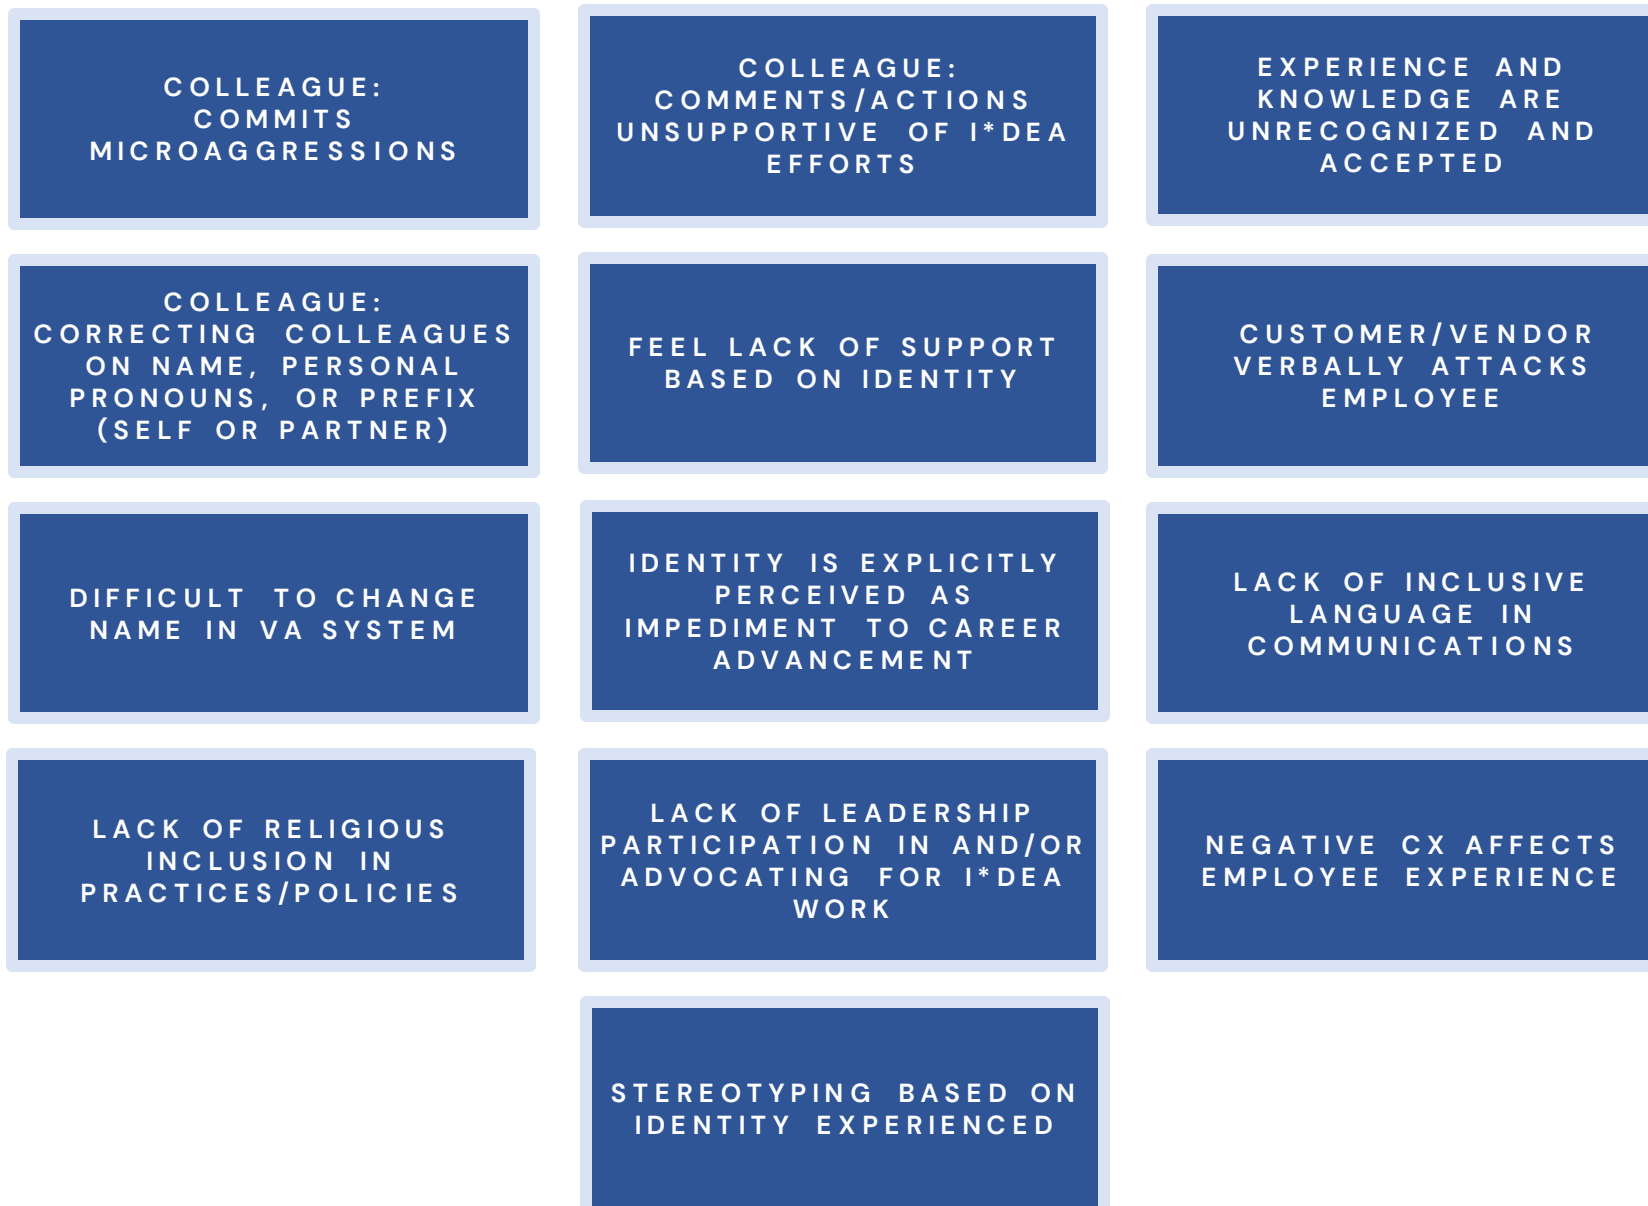 COLLEAGUE:
COMMITS
MICROAGGRESSIONS
COLLEAGUE:
COMMENTS/ACTIONS
UNSUPPORTIVE OF I*DEA
EFFORTS
EXPERIENCE AND
KNOWLEDGE ARE
UNRECOGNIZED AND
ACCEPTED
COLLEAGUE:
CORRECTING COLLEAGUES
ON NAME, PERSONAL
PRONOUNS, OR PREFIX
(SELF OR PARTNER)
FEEL LACK OF SUPPORT
BASED ON IDENTITY
CUSTOMER/VENDOR
VERBALLY ATTACKS
EMPLOYEE
DIFFICULT TO CHANGE
NAME IN VA SYSTEM
IDENTITY IS EXPLICITLY
PERCEIVED AS
IMPEDIMENT TO CAREER
ADVANCEMENT
LACK OF INCLUSIVE
LANGUAGE IN
COMMUNICATIONS
LACK OF RELIGIOUS
INCLUSION IN
PRACTICES/POLICIES
LACK OF LEADERSHIP
PARTICIPATION IN AND/OR
ADVOCATING FOR I*DEA
WORK
NEGATIVE CX AFFECTS
EMPLOYEE EXPERIENCE
STEREOTYPING BASED ON
IDENTITY EXPERIENCED